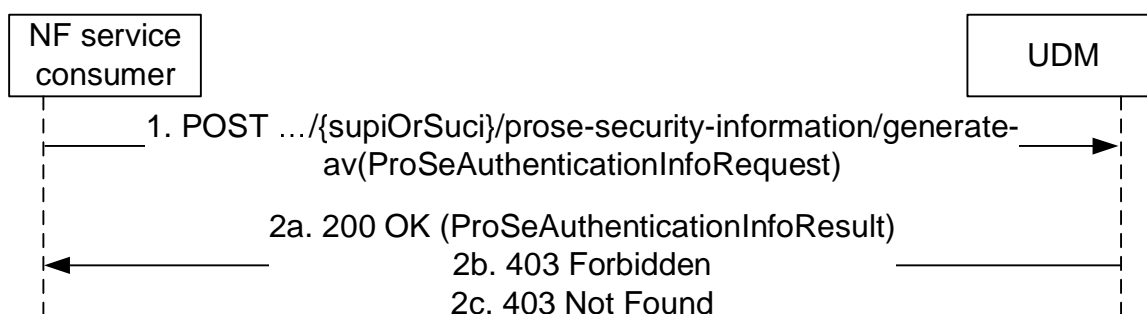 NF service
consumer
UDM
1. POST …/{supiOrSuci}/prose-security-information/generate-
av(ProSeAuthenticationInfoRequest)
2a. 200 OK (ProSeAuthenticationInfoResult)
2b. 403 Forbidden
2c. 403 Not Found